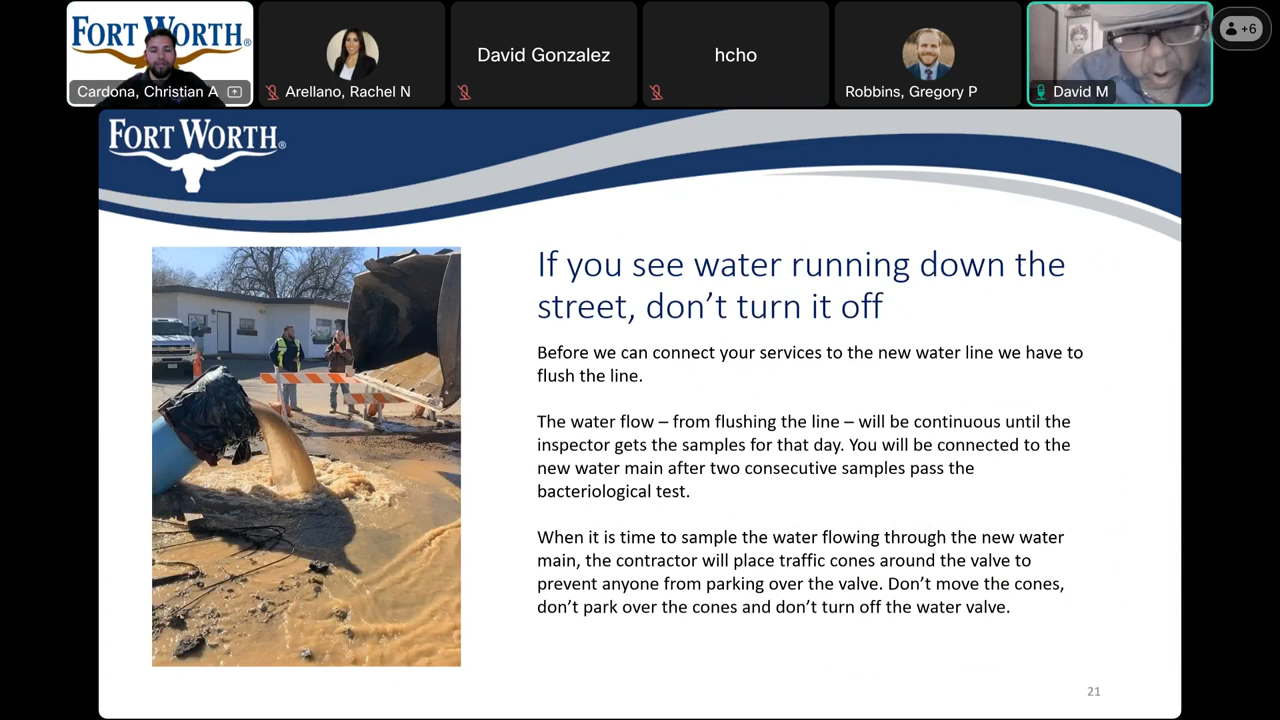 FORT WORTH®
Cardona, Christian A
Arellano, Rachel N
David Gonzalez
hcho
Robbins, Gregory P
David M
+6
FORT WORTH®
If you see water running down the
street, don’t turn it off
Before we can connect your services to the new water line we have to
flush the line.
The water flow – from flushing the line – will be continuous until the
inspector gets the samples for that day. You will be connected to the
new water main after two consecutive samples pass the
bacteriological test.
When it is time to sample the water flowing through the new water
main, the contractor will place traffic cones around the valve to
prevent anyone from parking over the valve. Don’t move the cones,
don’t park over the cones and don’t turn off the water valve.
21